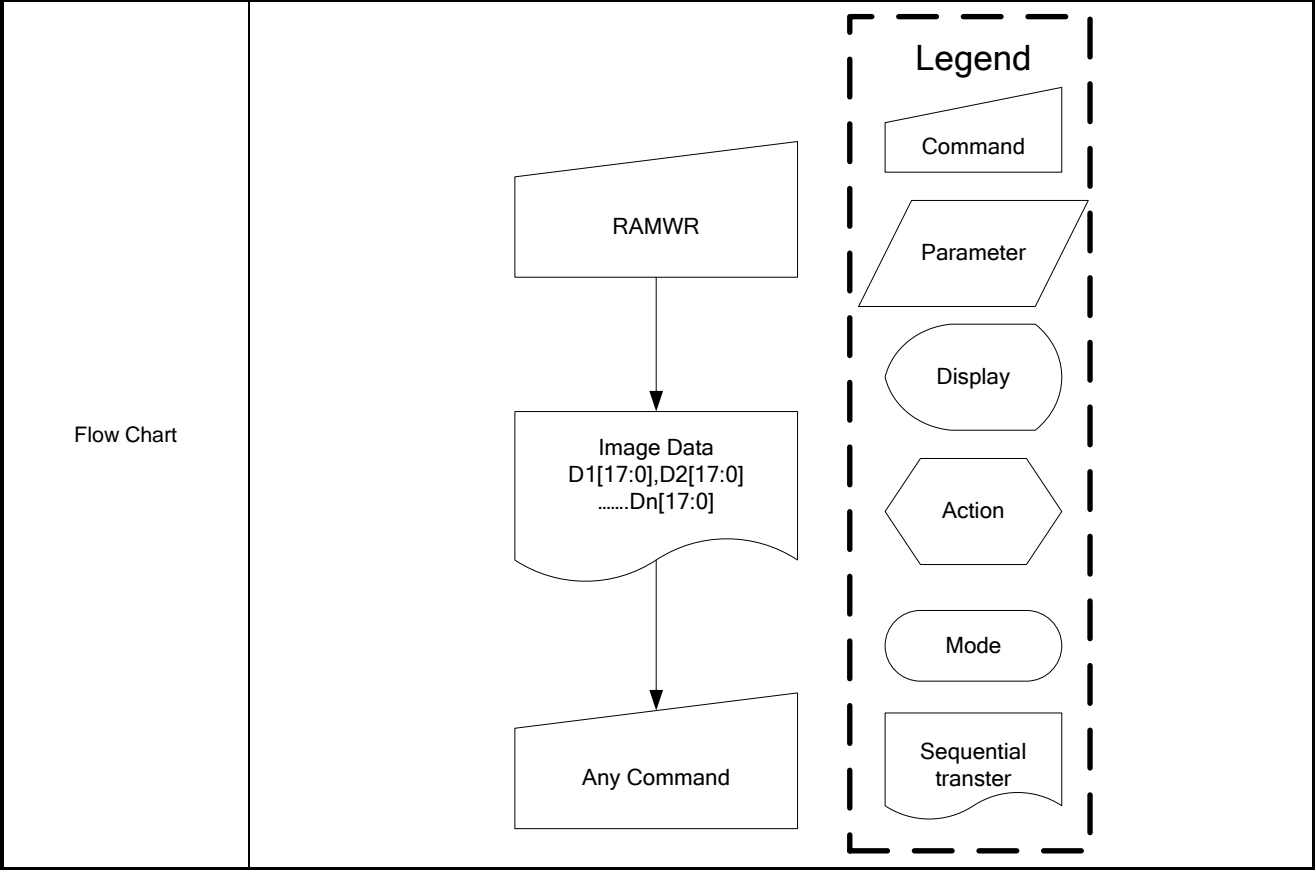 Flow Chart
RAMWR
Image Data
D1[17:0],D2[17:0]
.......Dn[17:0]
Any Command
Legend
Command
Parameter
Display
Action
Mode
Sequential
transter